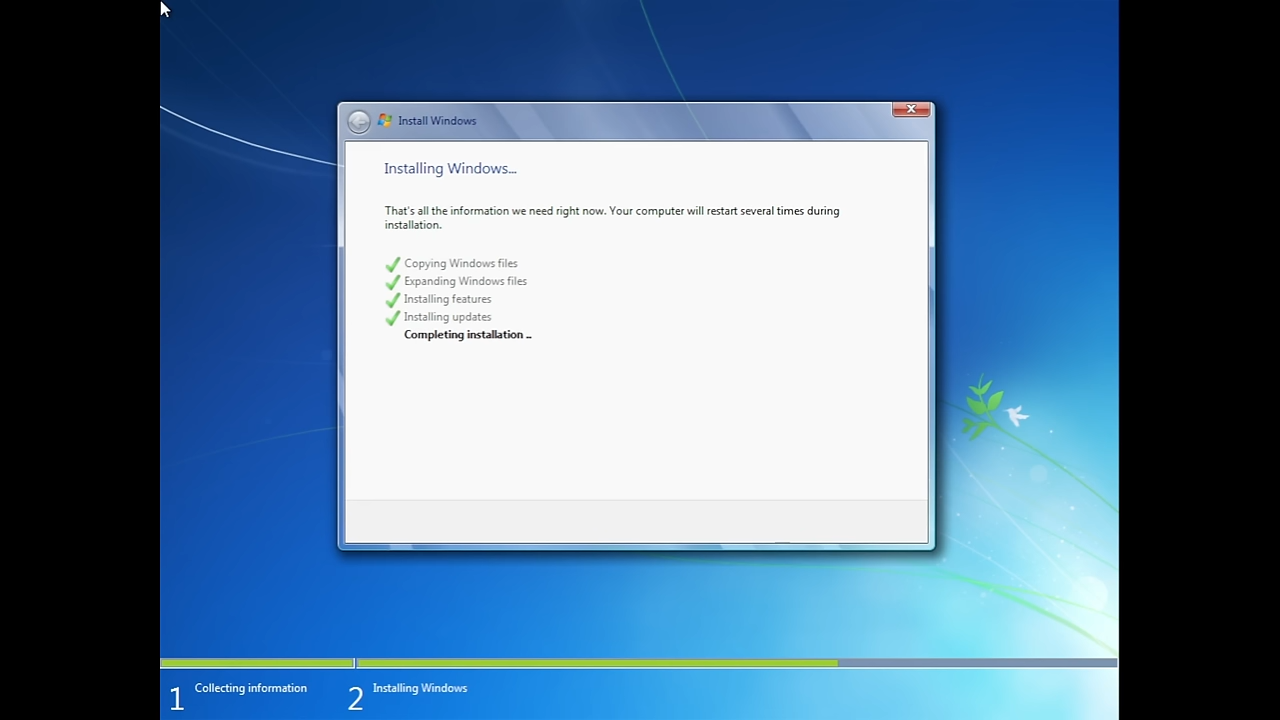 Install Windows
Installing Windows...
That's all the information we need right now. Your computer will restart several times during
installation.
Copying Windows files
Expanding Windows files
Installing features
Installing updates
Completing installation ..
1 Collecting information
2 Installing Windows